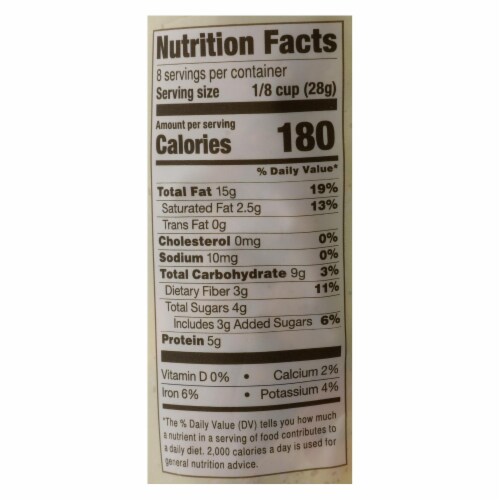 Nutrition Facts
8 servings per container
Serving size 1/8 cup (28g)
Amount per serving
Calories 180
% Daily Value*
Total Fat 15g 19%
Saturated Fat 2.5g 13%
Trans Fat 0g
Cholesterol 0mg 0%
Sodium 10mg 0%
Total Carbohydrate 9g 3%
Dietary Fiber 3g 11%
Total Sugars 4g
Includes 3g Added Sugars 6%
Protein 5g
Vitamin D 0% • Calcium 2%
Iron 6% • Potassium 4%
*The % Daily Value (DV) tells you how much
a nutrient in a serving of food contributes to
a daily diet. 2,000 calories a day is used for
general nutrition advice.